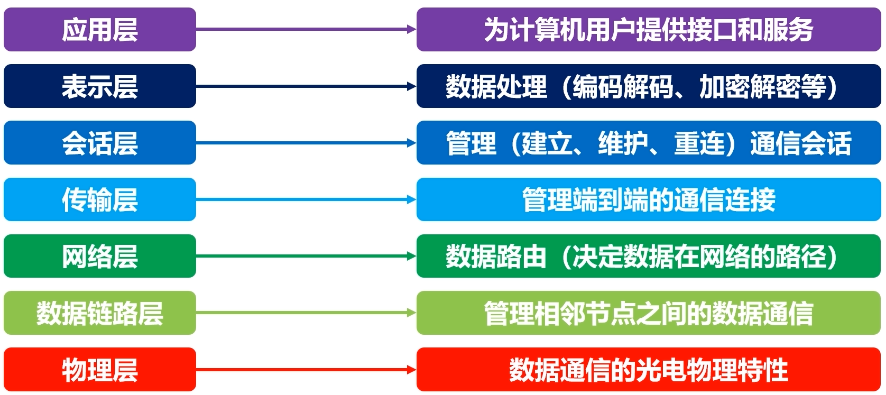 应用层
为计算机用户提供接口和服务
表示层
数据处理（编码解码、加密解密等）
会话层
管理（建立、维护、重连）通信会话
传输层
管理端到端的通信连接
网络层
数据路由（决定数据在网络的路径）
数据链路层
管理相邻节点之间的数据通信
物理层
数据通信的光电物理特性